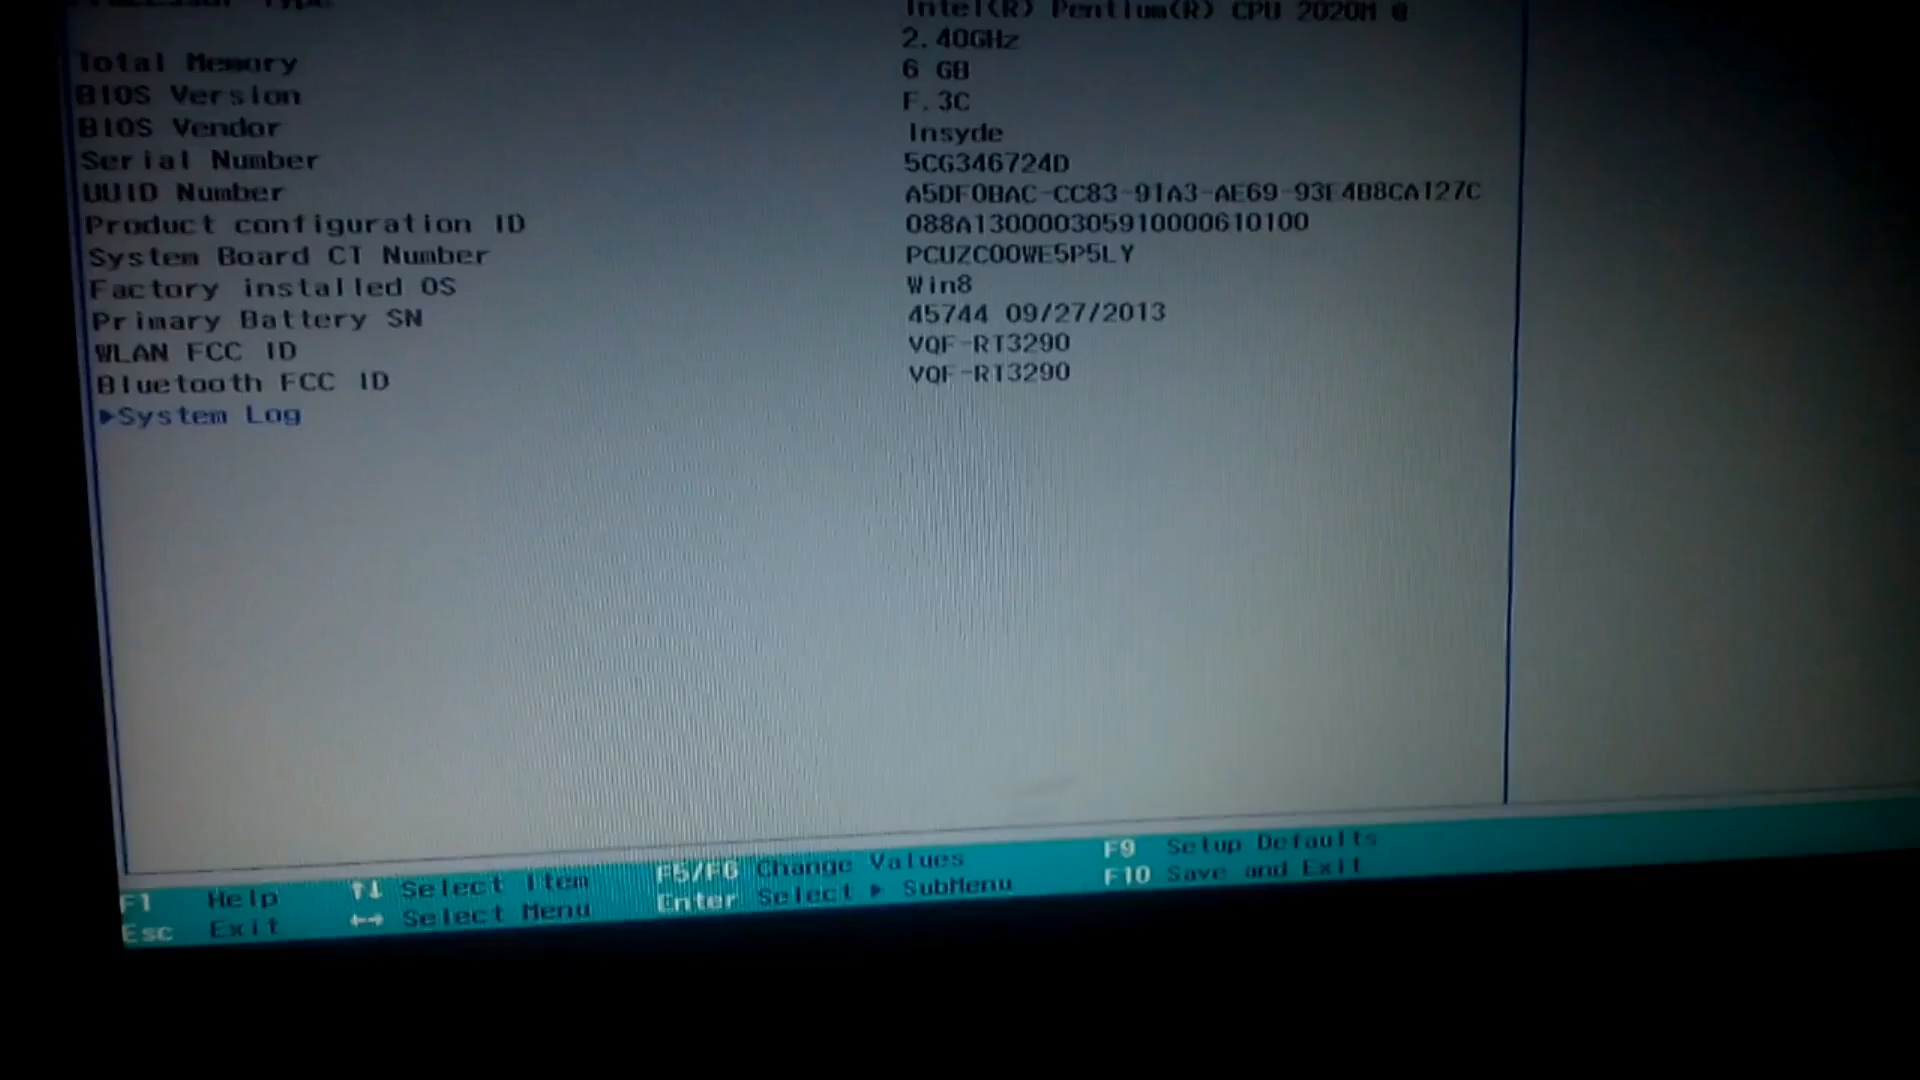 Processor Type Intel(R) Pentium(R) CPU 2020M @
2.40GHz
Total Memory 6 GB
BIOS Version F.3C
BIOS Vendor Insyde
Serial Number 5CG346724D
UUID Number A5DF0BAC-CC83-91A3-AE69-93E4B8CA127C
Product configuration ID 088A130000305910000610100
System Board CT Number PCUZC00WE5P5LY
Factory installed OS Win8
Primary Battery SN 45744 09/27/2013
WLAN FCC ID VQF-RT3290
Bluetooth FCC ID VQF-RT3290
▶System Log
F1 Help ↑↓ Select Item F5/F6 Change Values F9 Setup Defaults
Esc Exit ↔ Select Menu Enter Select ▶ SubMenu F10 Save and Exit